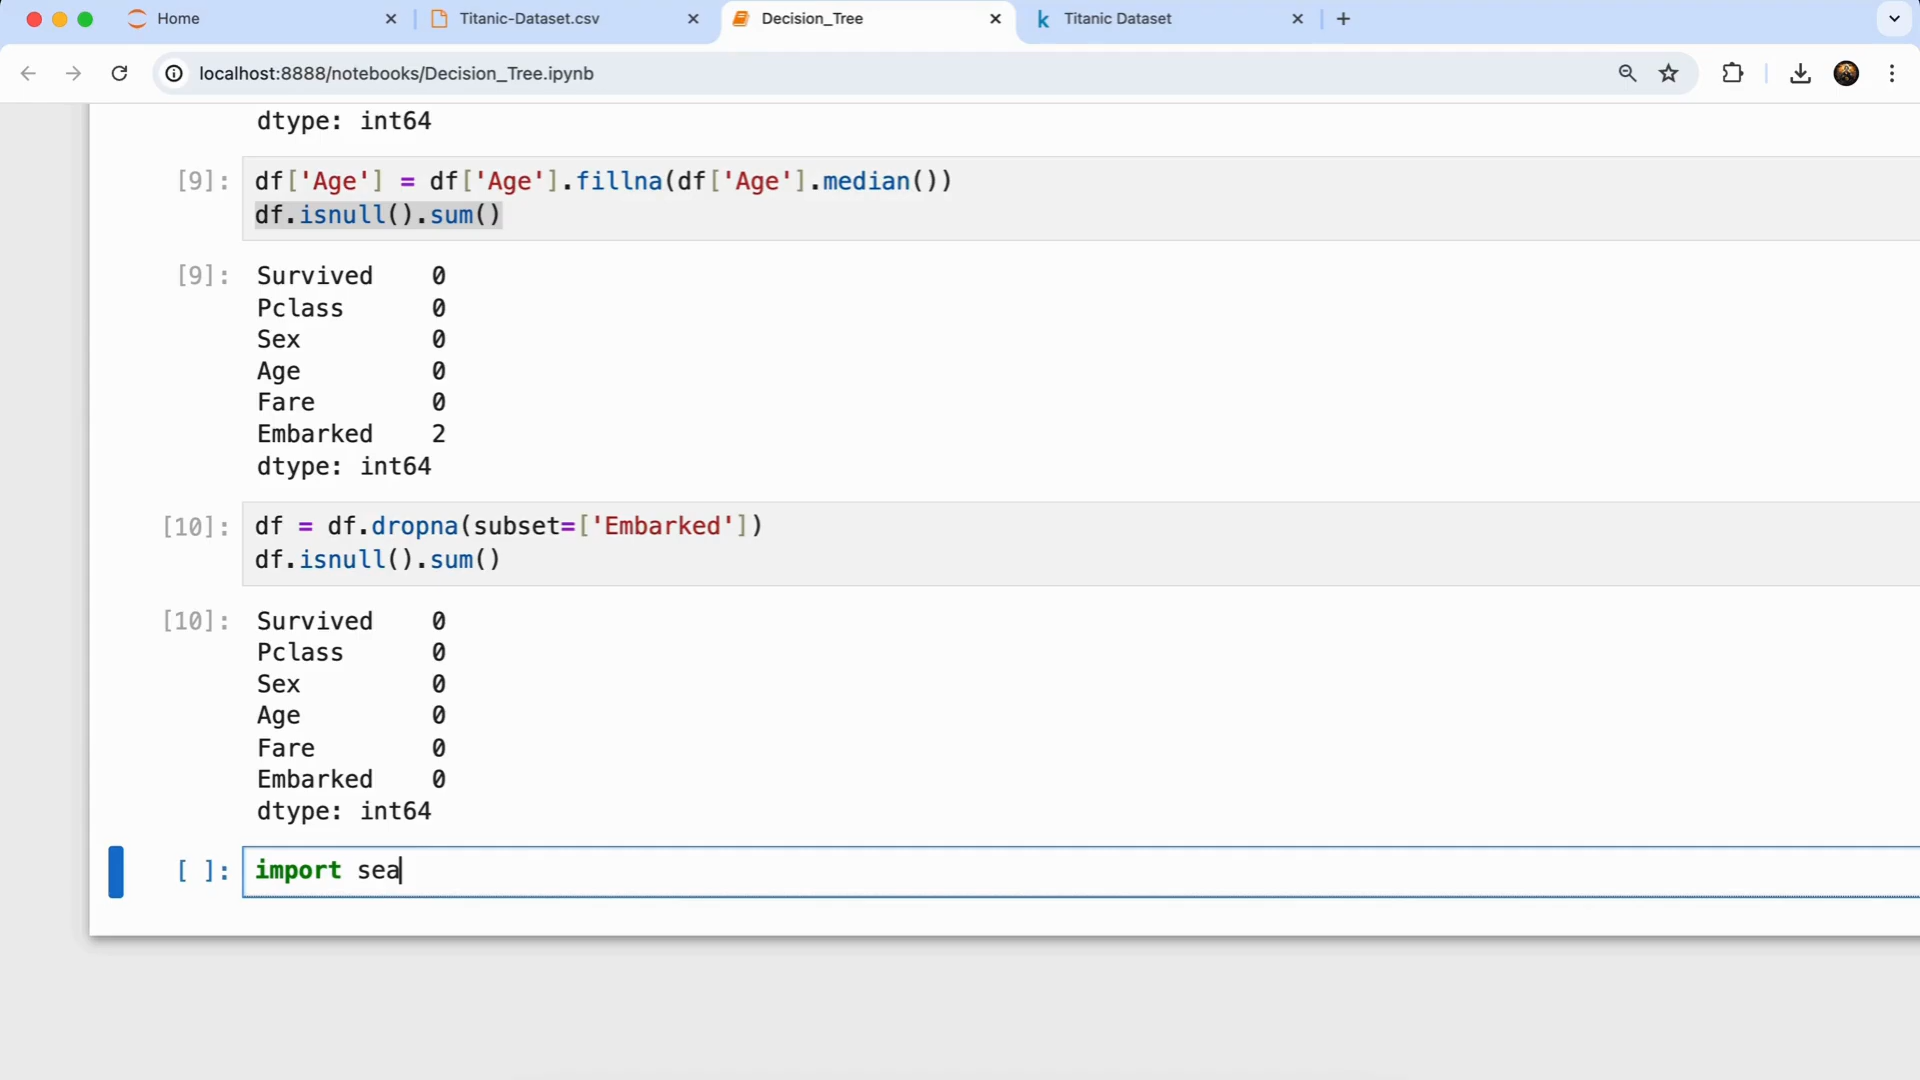 Home
Titanic-Dataset.csv
Decision_Tree
Titanic Dataset
localhost:8888/notebooks/Decision_Tree.ipynb
dtype: int64
[9]: df['Age'] = df['Age'].fillna(df['Age'].median())
df.isnull().sum()
[9]: Survived 0
Pclass 0
Sex 0
Age 0
Fare 0
Embarked 2
dtype: int64
[10]: df = df.dropna(subset=['Embarked'])
df.isnull().sum()
[10]: Survived 0
Pclass 0
Sex 0
Age 0
Fare 0
Embarked 0
dtype: int64
[ ]: import sea